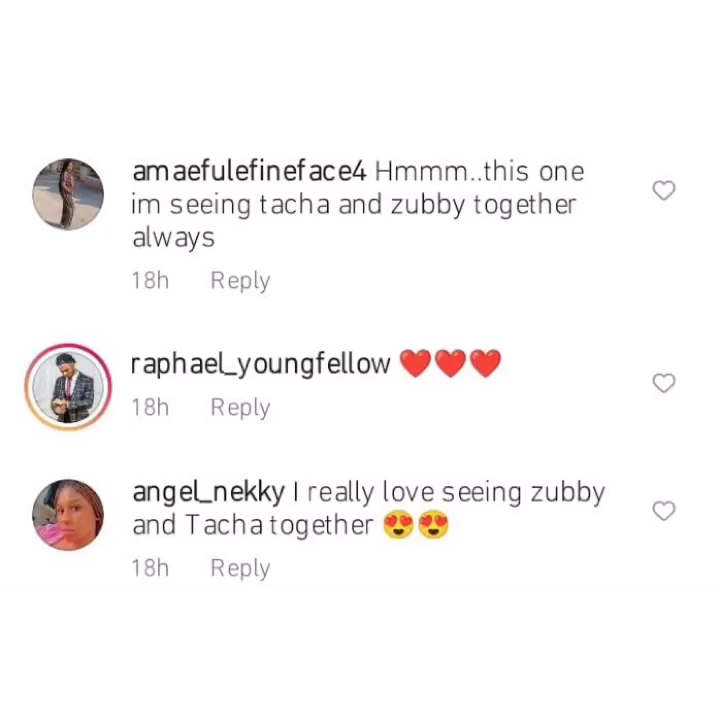 amaefulefineface4 Hmmm..this one
im seeing tacha and zubby together
always
18h Reply
raphael_youngfellow ❤️❤️❤️
18h Reply
angel_nekky I really love seeing zubby
and Tacha together 😍😍
18h Reply